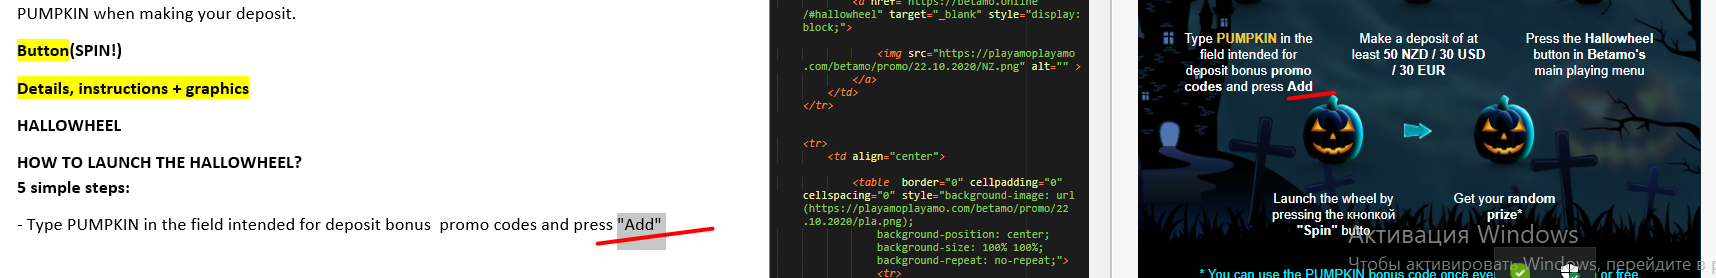 PUMPKIN when making your deposit.
Button(SPIN!)
Details, instructions + graphics
HALLOWHEEL
HOW TO LAUNCH THE HALLOWHEEL?
5 simple steps:
- Type PUMPKIN in the field intended for deposit bonus  promo codes and press "Add"
<a href="https://betamo.online
/#hallowheel" target="_blank" style="display:
block;">
<img src="https://playamoplayamo
.com/betamo/promo/22.10.2020/NZ.png" alt="" >
</a>
</td>
</tr>
<tr>
<td align="center">
<table  border="0" cellpadding="0"
cellspacing="0" style="background-image: url
(https://playamoplayamo.com/betamo/promo/22
.10.2020/pla.png);
background-position: center;
background-size: 100% 100%;
background-repeat: no-repeat;">
<tr>
Type PUMPKIN in the
field intended for
deposit bonus promo
codes and press Add
Make a deposit of at
least 50 NZD / 30 USD
/ 30 EUR
Press the Hallowheel
button in Betamo's
main playing menu
Launch the wheel by
pressing the кнопкой
"Spin" butto
Get your random
prize*
Активация Windows
Чтобы активировать Windows, перейдите в
* You can use the PUMPKIN bonus code once eve
or free